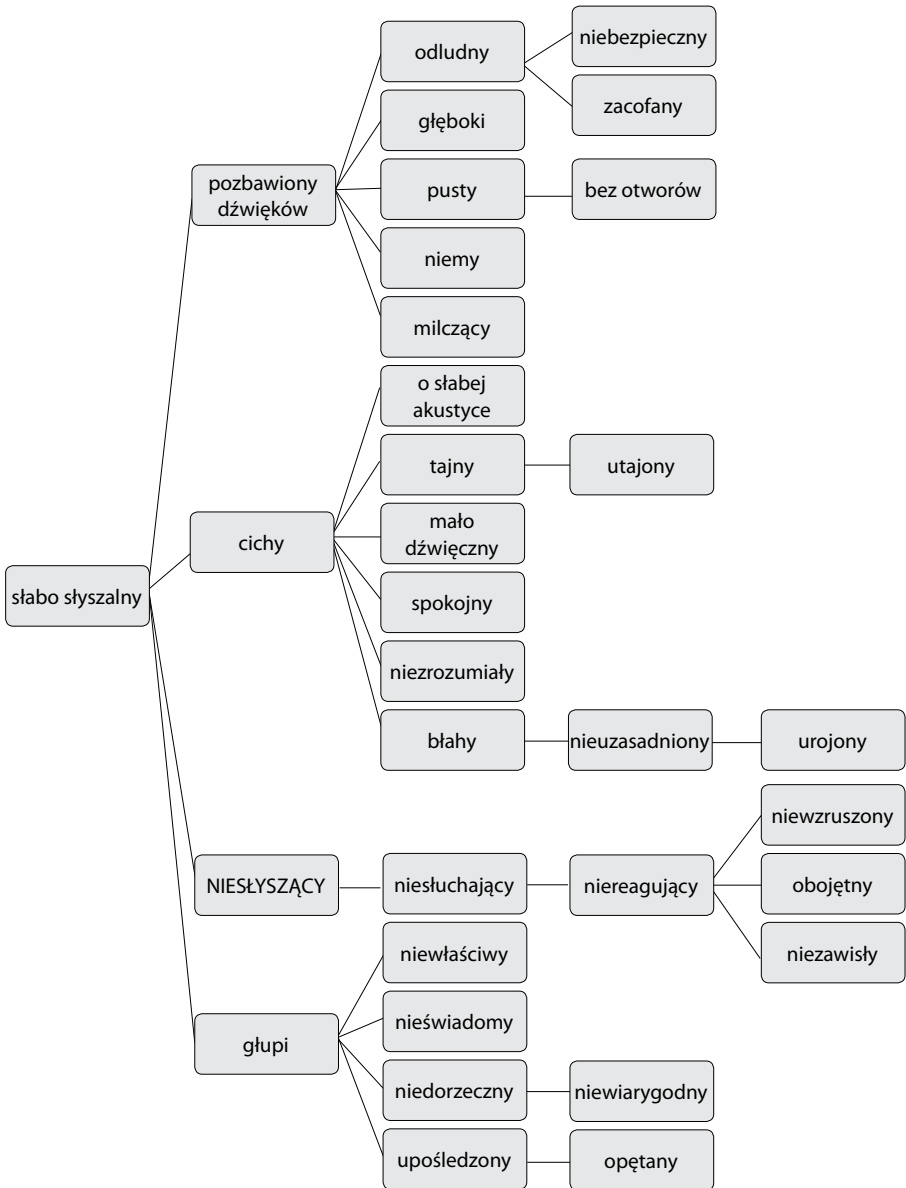 odludny
niebezpieczny
zacofany
głęboki
pozbawiony
dźwięków
pusty
bez otworów
niemy
milczący
o słabej
akustyce
tajny
utajony
cichy
mało
dźwięczny
słabo słyszalny
spokojny
niezrozumiały
błahy
nieuzasadniony
urojony
NIESŁYSZĄCY
niesłuchający
niereagujący
niewzruszony
obojętny
niezawisły
głupi
niewłaściwy
nieświadomy
niedorzeczny
niewiarygodny
upośledzony
opętany